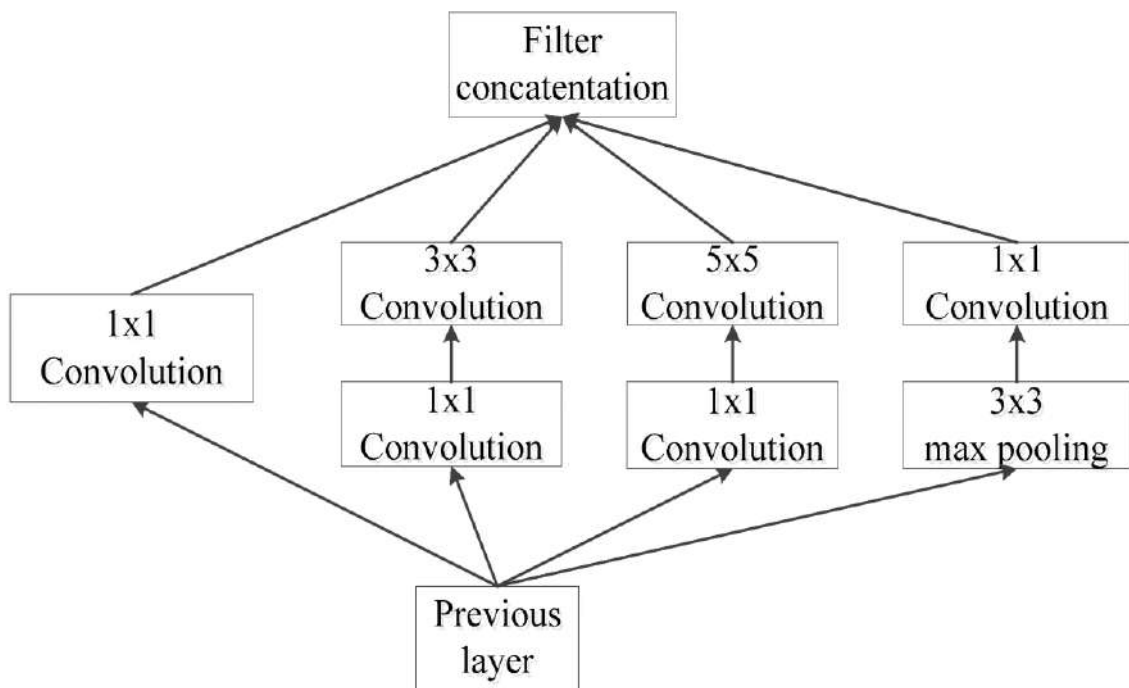 Filter
concatentation
3x3
Convolution
5x5
Convolution
1x1
Convolution
1x1
Convolution
1x1
Convolution
1x1
Convolution
3x3
max pooling
Previous
layer